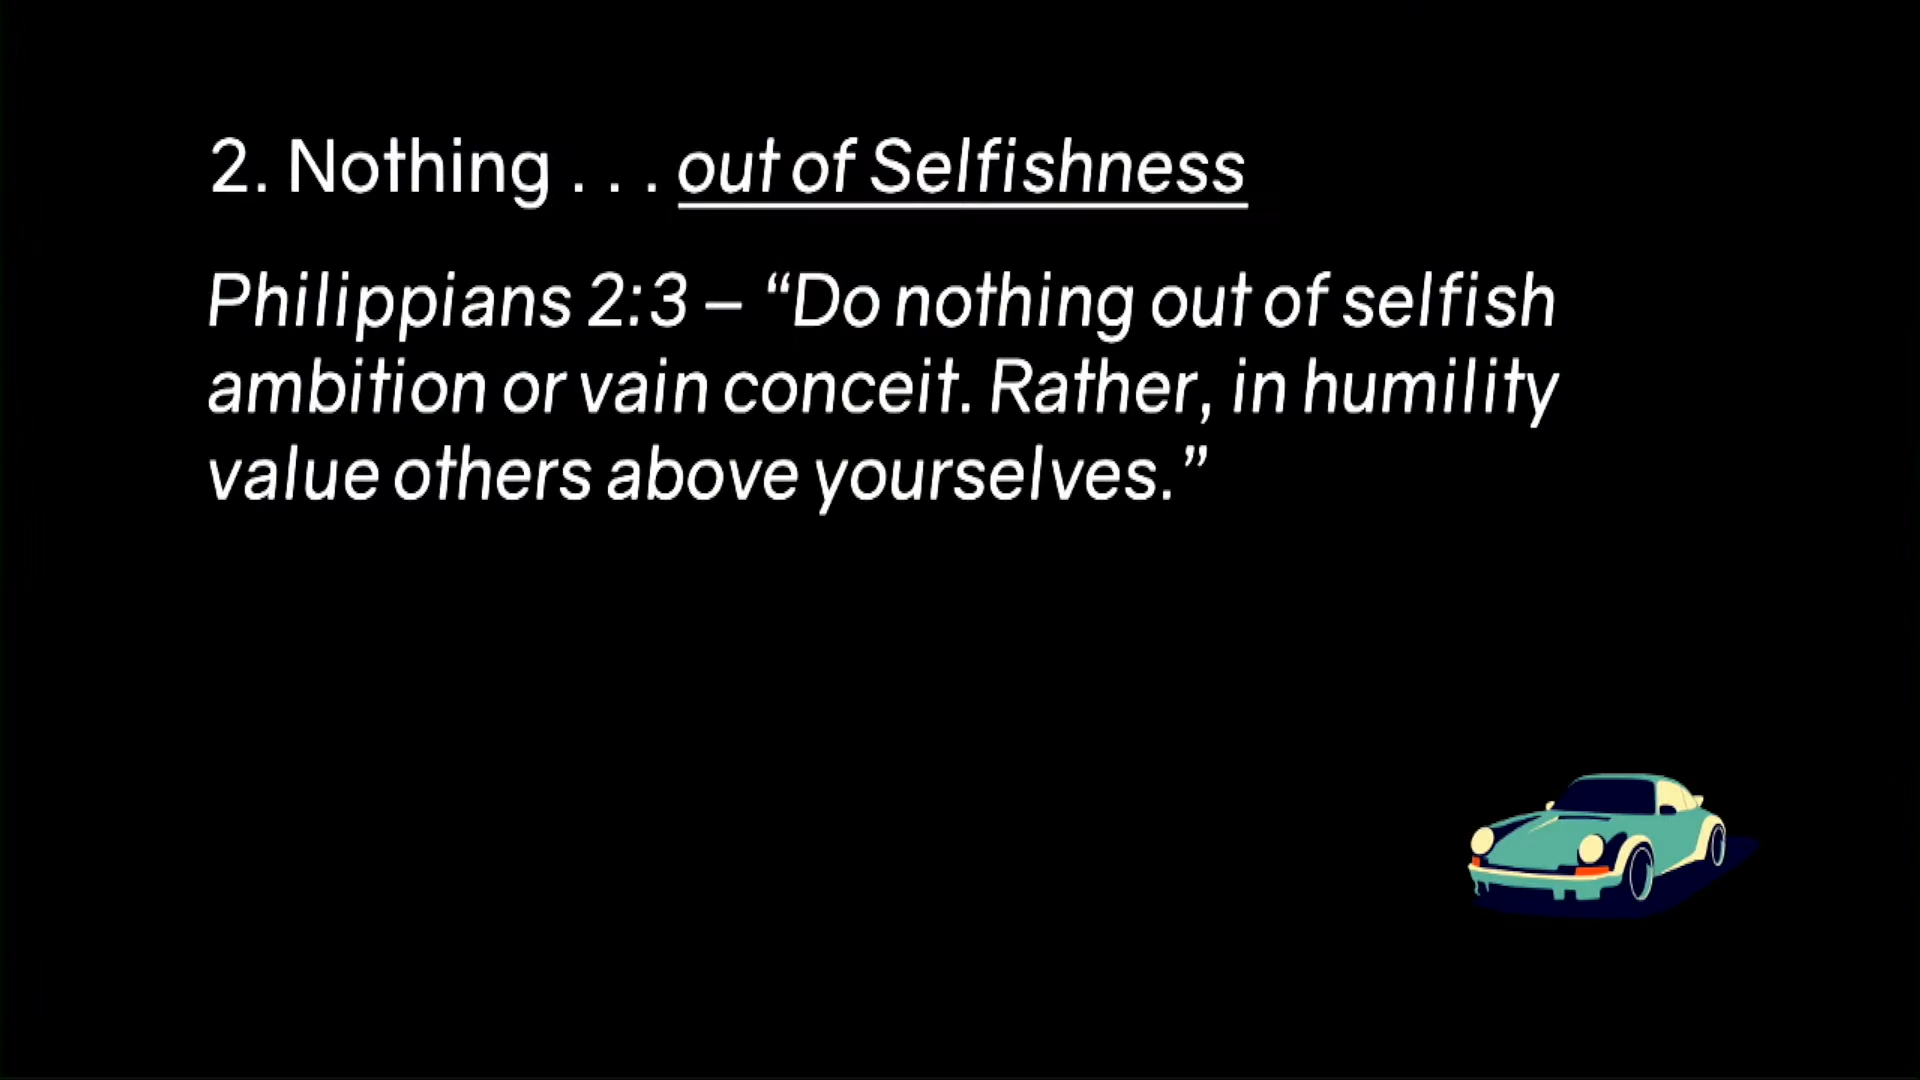 2. Nothing . . . out of Selfishness
Philippians 2:3 – “Do nothing out of selfish
ambition or vain conceit. Rather, in humility
value others above yourselves.”